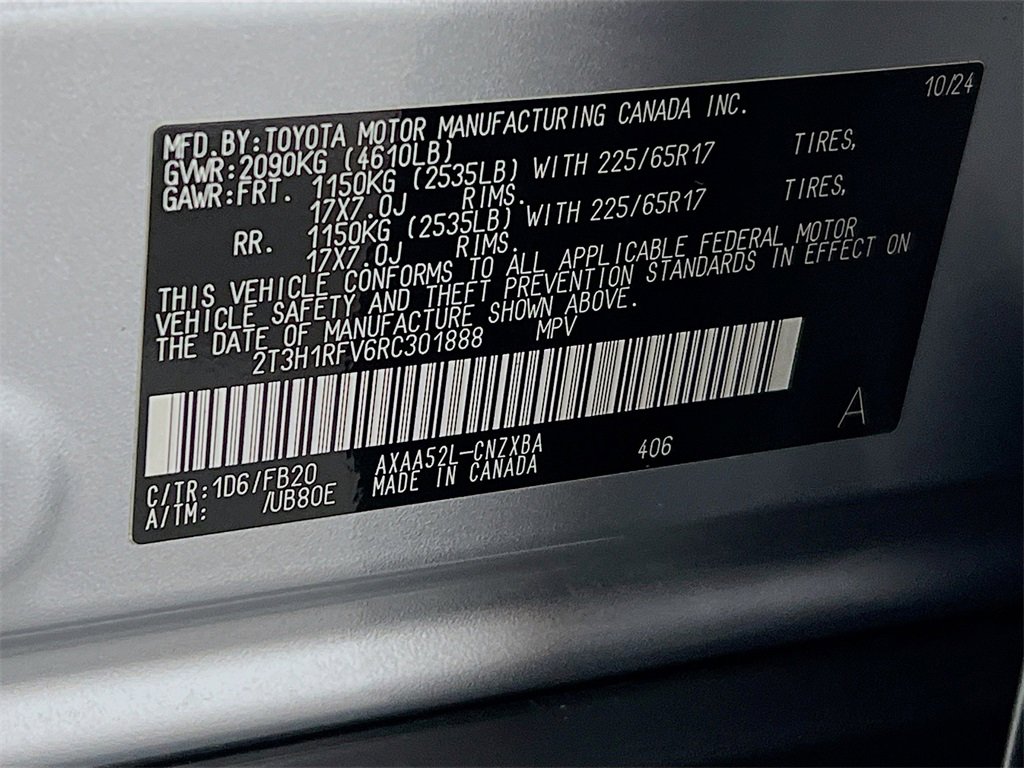 10/24
MFD.BY:TOYOTA MOTOR MANUFACTURING CANADA INC.
GVWR:2090KG (4610LB)
GAWR:FRT. 1150KG (2535LB) WITH 225/65R17 TIRES,
17X7.0J RIMS.
RR. 1150KG (2535LB) WITH 225/65R17 TIRES,
17X7.0J RIMS.
THIS VEHICLE CONFORMS TO ALL APPLICABLE FEDERAL MOTOR
VEHICLE SAFETY AND THEFT PREVENTION STANDARDS IN EFFECT ON
THE DATE OF MANUFACTURE SHOWN ABOVE.
2T3H1RFV6RC301888 MPV
A
C/TR:1D6/FB20 AXAA52L-CNZXBA 406
A/TM: /UB80E MADE IN CANADA